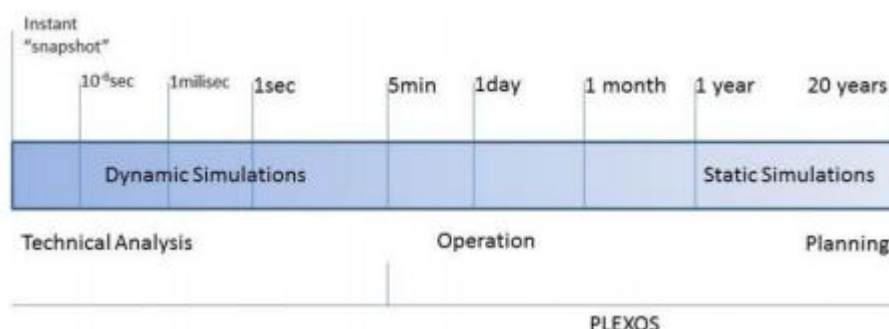 Instant
"snapshot"
10⁻⁶sec 1milisec 1sec 5min 1day 1 month 1 year 20 years
Dynamic Simulations Static Simulations
Technical Analysis Operation Planning
PLEXOS